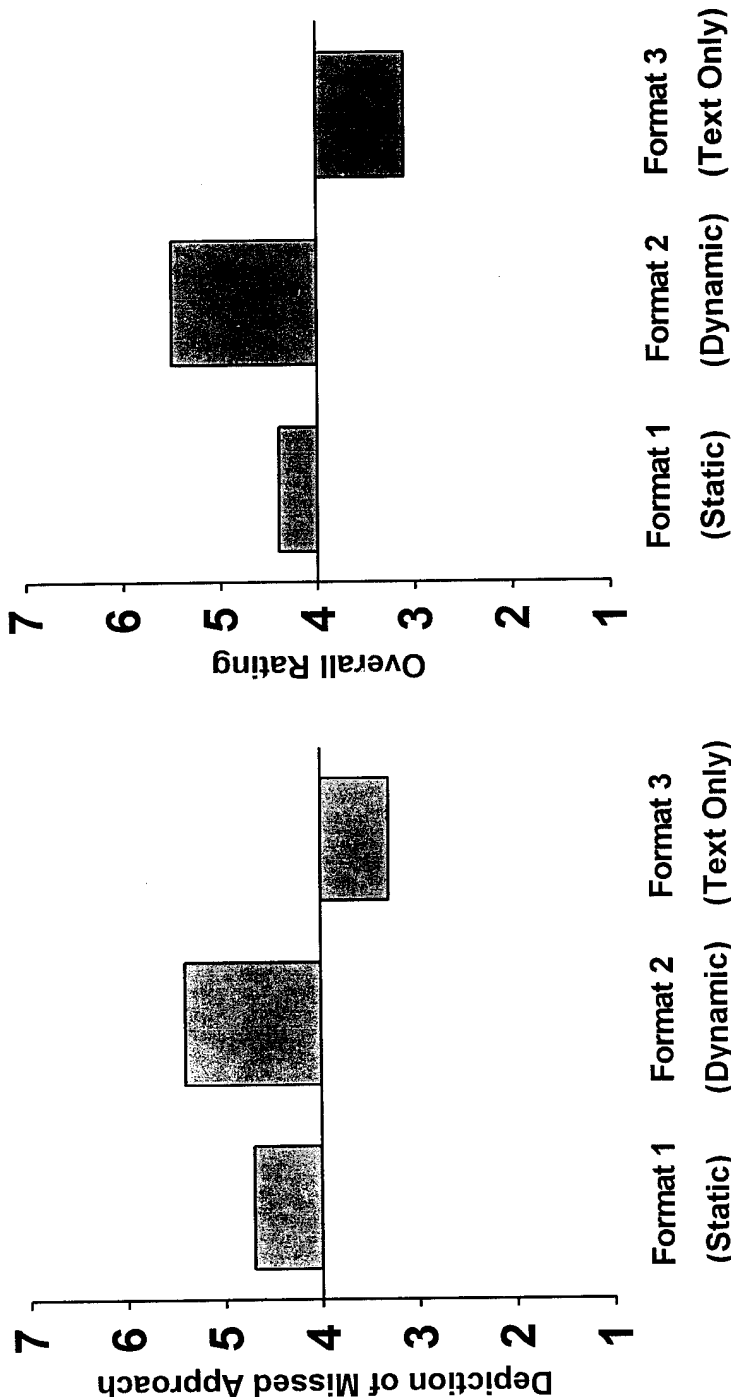 Depiction of Missed Approach
7
6
5
4
3
2
1
Format 1
(Static)
Format 2
(Dynamic)
Format 3
(Text Only)
Overall Rating
7
6
5
4
3
2
1
Format 1
(Static)
Format 2
(Dynamic)
Format 3
(Text Only)